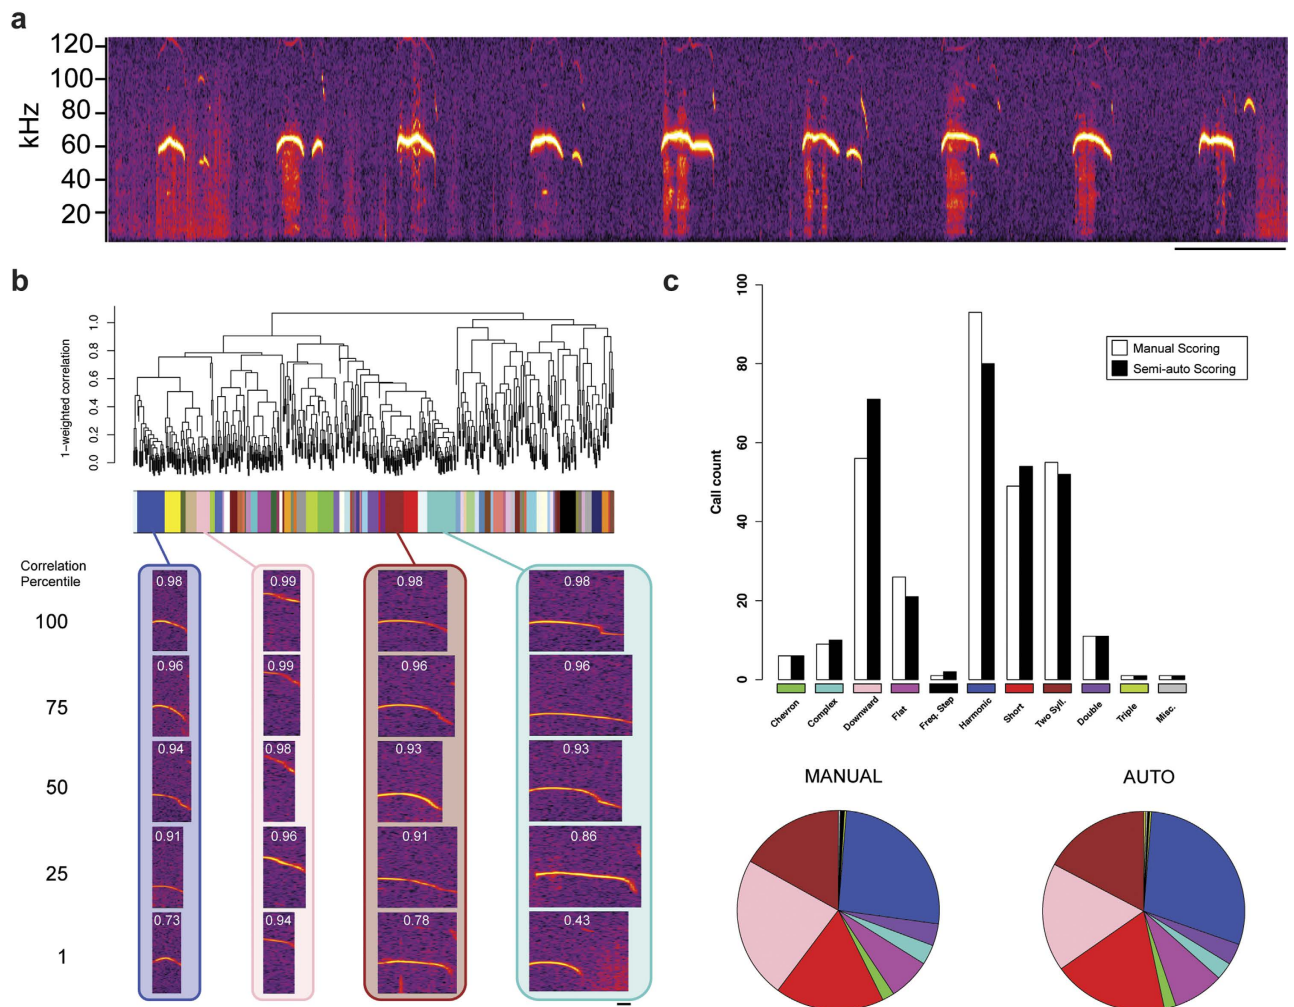 a
kHz
120
100
80
60
40
20
b
1−weighted correlation
1.0
0.8
0.6
0.4
0.2
0.0
Correlation
Percentile
100
75
50
25
1
0.98
0.99
0.98
0.98
0.96
0.99
0.96
0.96
0.94
0.98
0.93
0.93
0.91
0.96
0.91
0.86
0.73
0.94
0.78
0.43
c
Call count
100
80
60
40
20
0
Manual Scoring
Semi-auto Scoring
Chevron
Complex
Downward
Flat
Freq. Step
Harmonic
Short
Two Syll.
Double
Triple
Misc.
MANUAL
AUTO